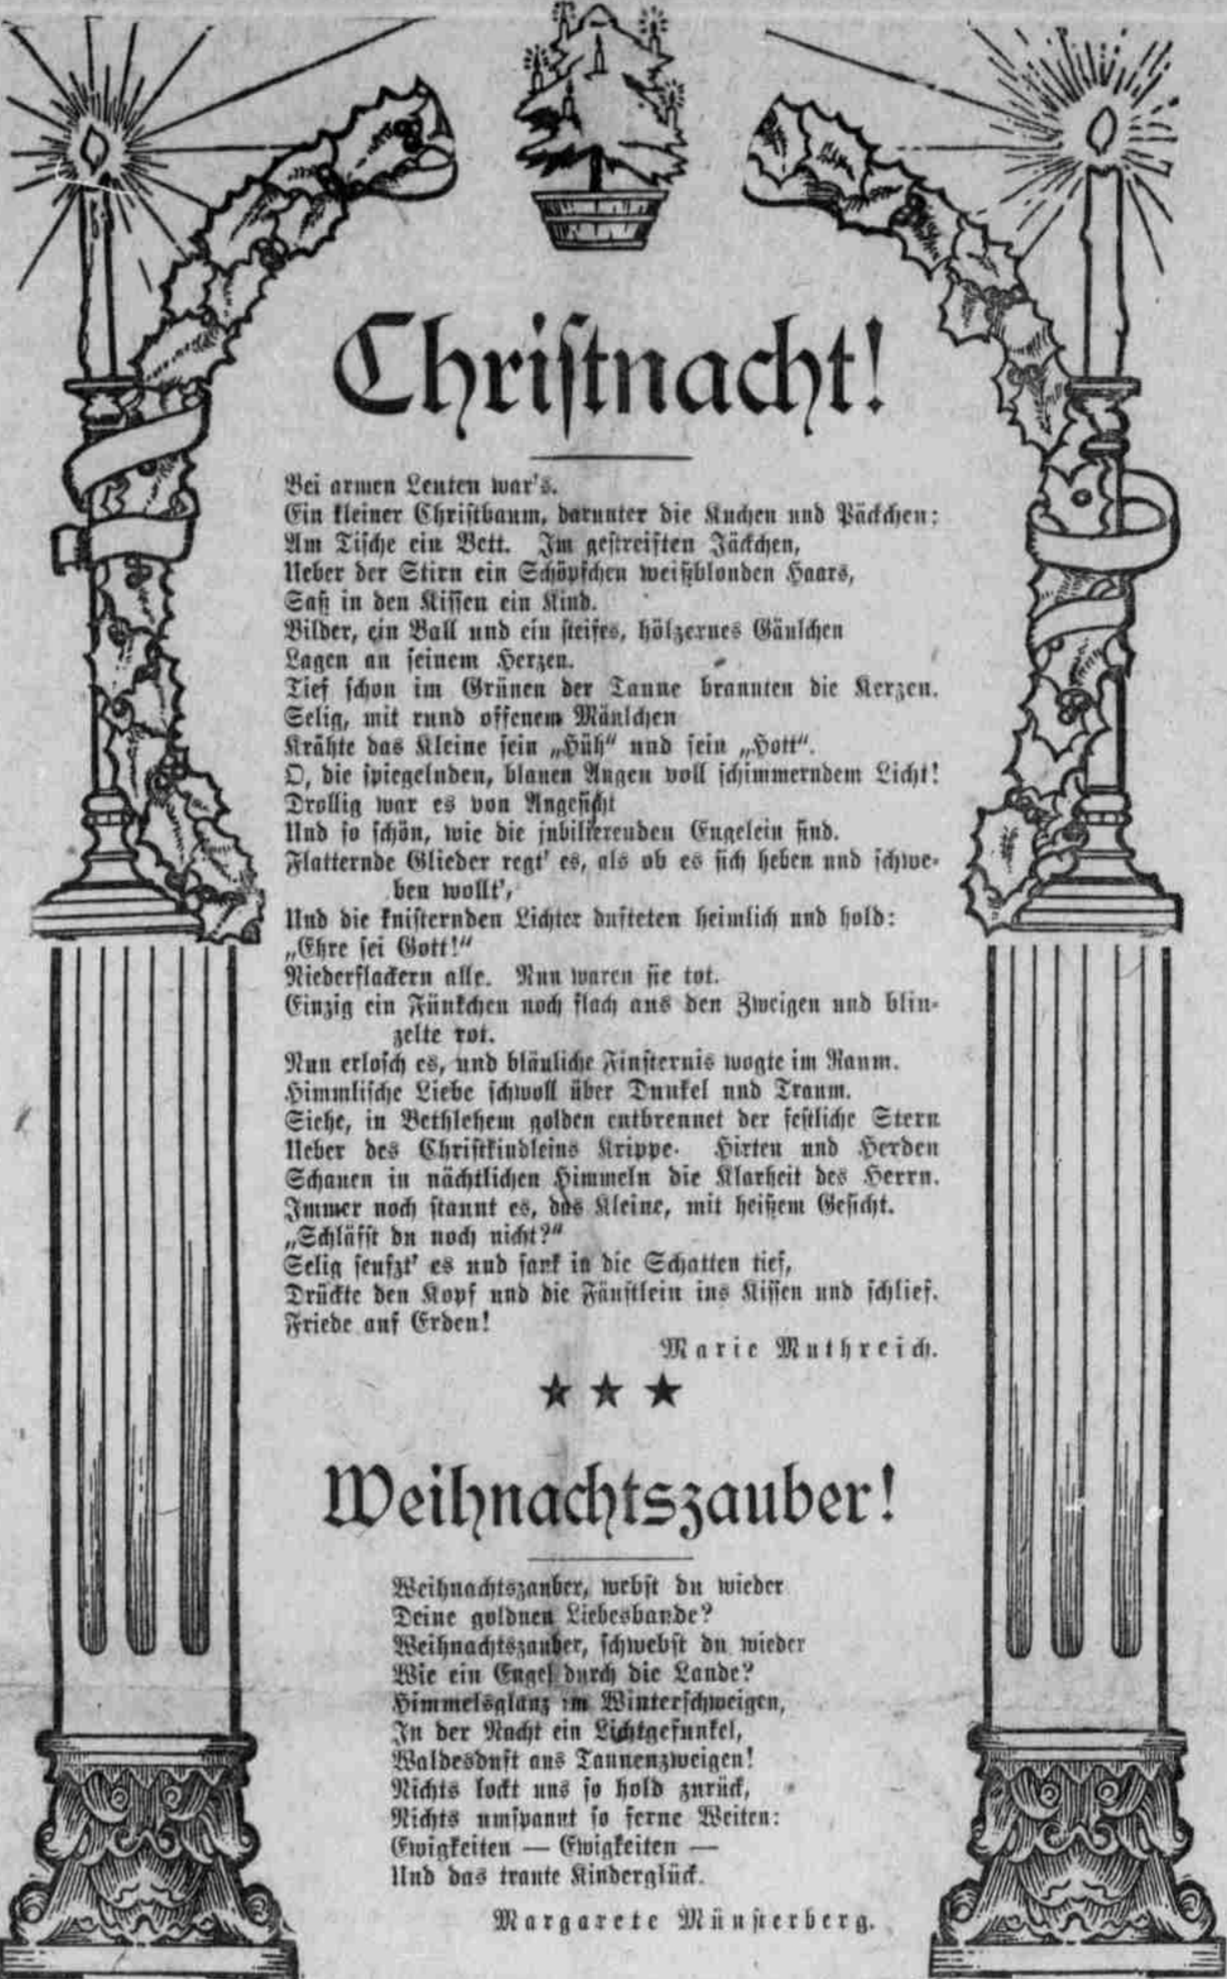 Christnacht!
Bei armen Leuten war's.
Ein kleiner Christbaum, darunter die Kuchen und Päckchen;
Am Tische ein Bett. Im gestreiften Jäckchen,
Ueber der Stirn ein Schöpfchen weißblonden Haars,
Saß in den Kissen ein Kind.
Bilder, ein Ball und ein steifes, hölzernes Gäulchen
Lagen an seinem Herzen.
Tief schon im Grünen der Tanne brannten die Kerzen.
Selig, mit rund offenem Mäulchen
Krähte das Kleine sein „Hüh“ und sein „Hott“.
O, die spiegelnden, blauen Augen voll schimmerndem Licht!
Drollig war es von Angesicht
Und so schön, wie die jubilierenden Engelein sind.
Flatternde Glieder regt' es, als ob es sich heben und schwe-
ben wollt',
Und die knisternden Lichter dufteten heimlich und hold:
„Ehre sei Gott!“
Niederflackern alle. Nun waren sie tot.
Einzig ein Fünkchen noch flach aus den Zweigen und blin-
zelte rot.
Nun erlosch es, und bläuliche Finsternis wogte im Raum.
Himmlische Liebe schwoll über Dunkel und Traum.
Siehe, in Bethlehem golden entbrennet der festliche Stern
Ueber des Christkindleins Krippe. Hirten und Herden
Schauen in nächtlichen Himmeln die Klarheit des Herrn.
Immer noch staunt es, das Kleine, mit heißem Gesicht.
„Schläfst du noch nicht?“
Selig seufzt' es und sank in die Schatten tief,
Drückte den Kopf und die Fäustlein ins Kissen und schlief.
Friede auf Erden!
Marie Muthreich.
★ ★ ★
Weihnachtszauber!
Weihnachtszauber, webst du wieder
Deine goldnen Liebesbande?
Weihnachtszauber, schwebst du wieder
Wie ein Engel durch die Lande?
Himmelsglanz im Winterschweigen,
In der Nacht ein Lichtgefunkel,
Waldesduft aus Tannenzweigen!
Nichts lockt uns so hold zurück,
Nichts umspannt so ferne Weiten:
Ewigkeiten — Ewigkeiten —
Und das traute Kinderglück.
Margarete Münsterberg.